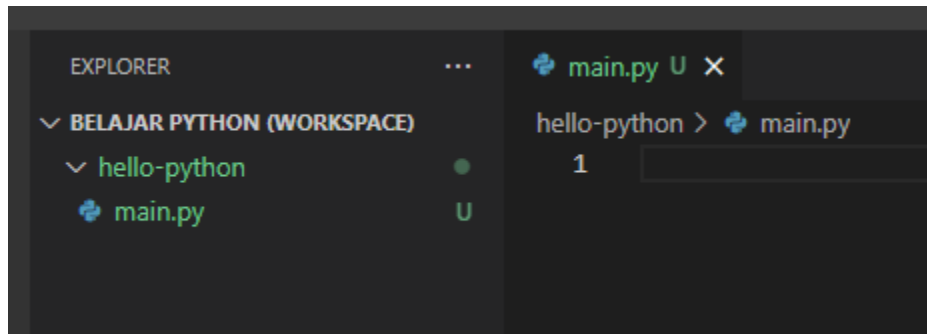 EXPLORER ...
BELAJAR PYTHON (WORKSPACE)
hello-python
main.py U
main.py U
hello-python > main.py
1